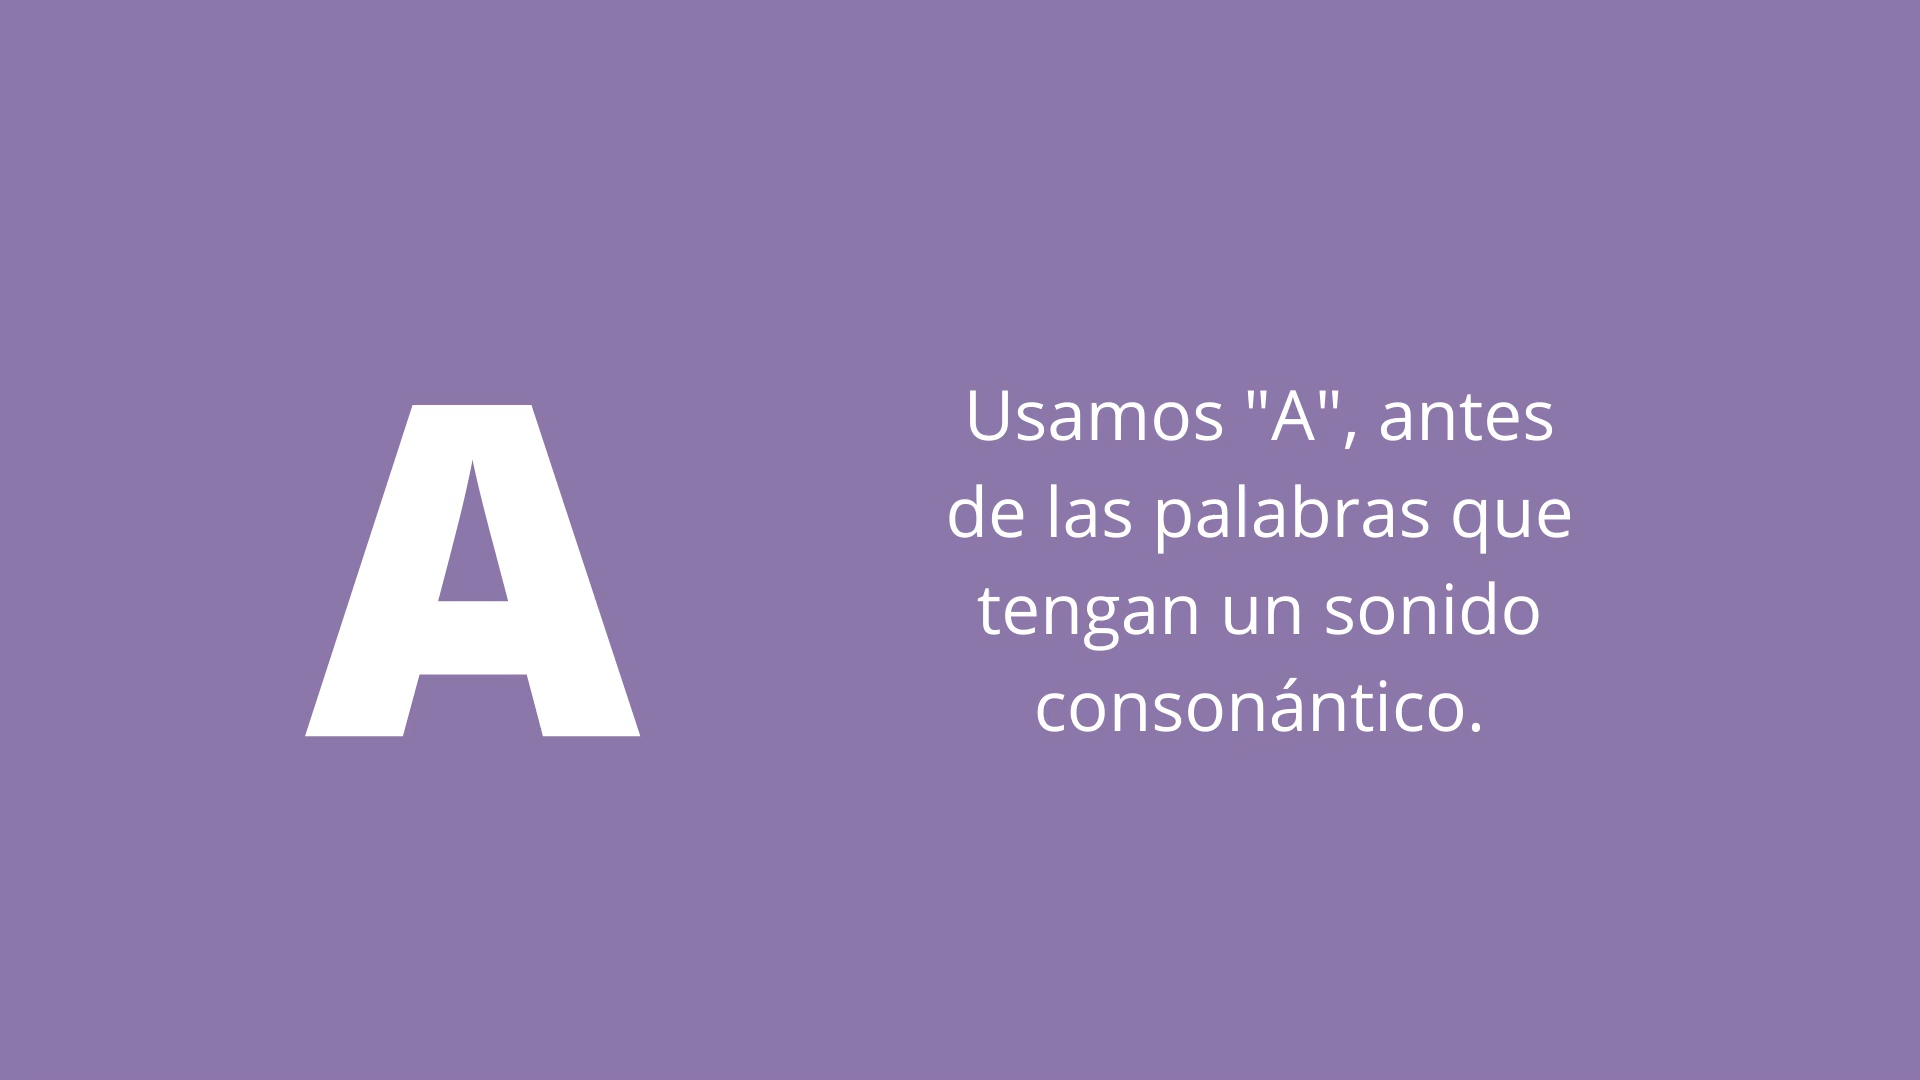 A
Usamos "A", antes
de las palabras que
tengan un sonido
consonántico.